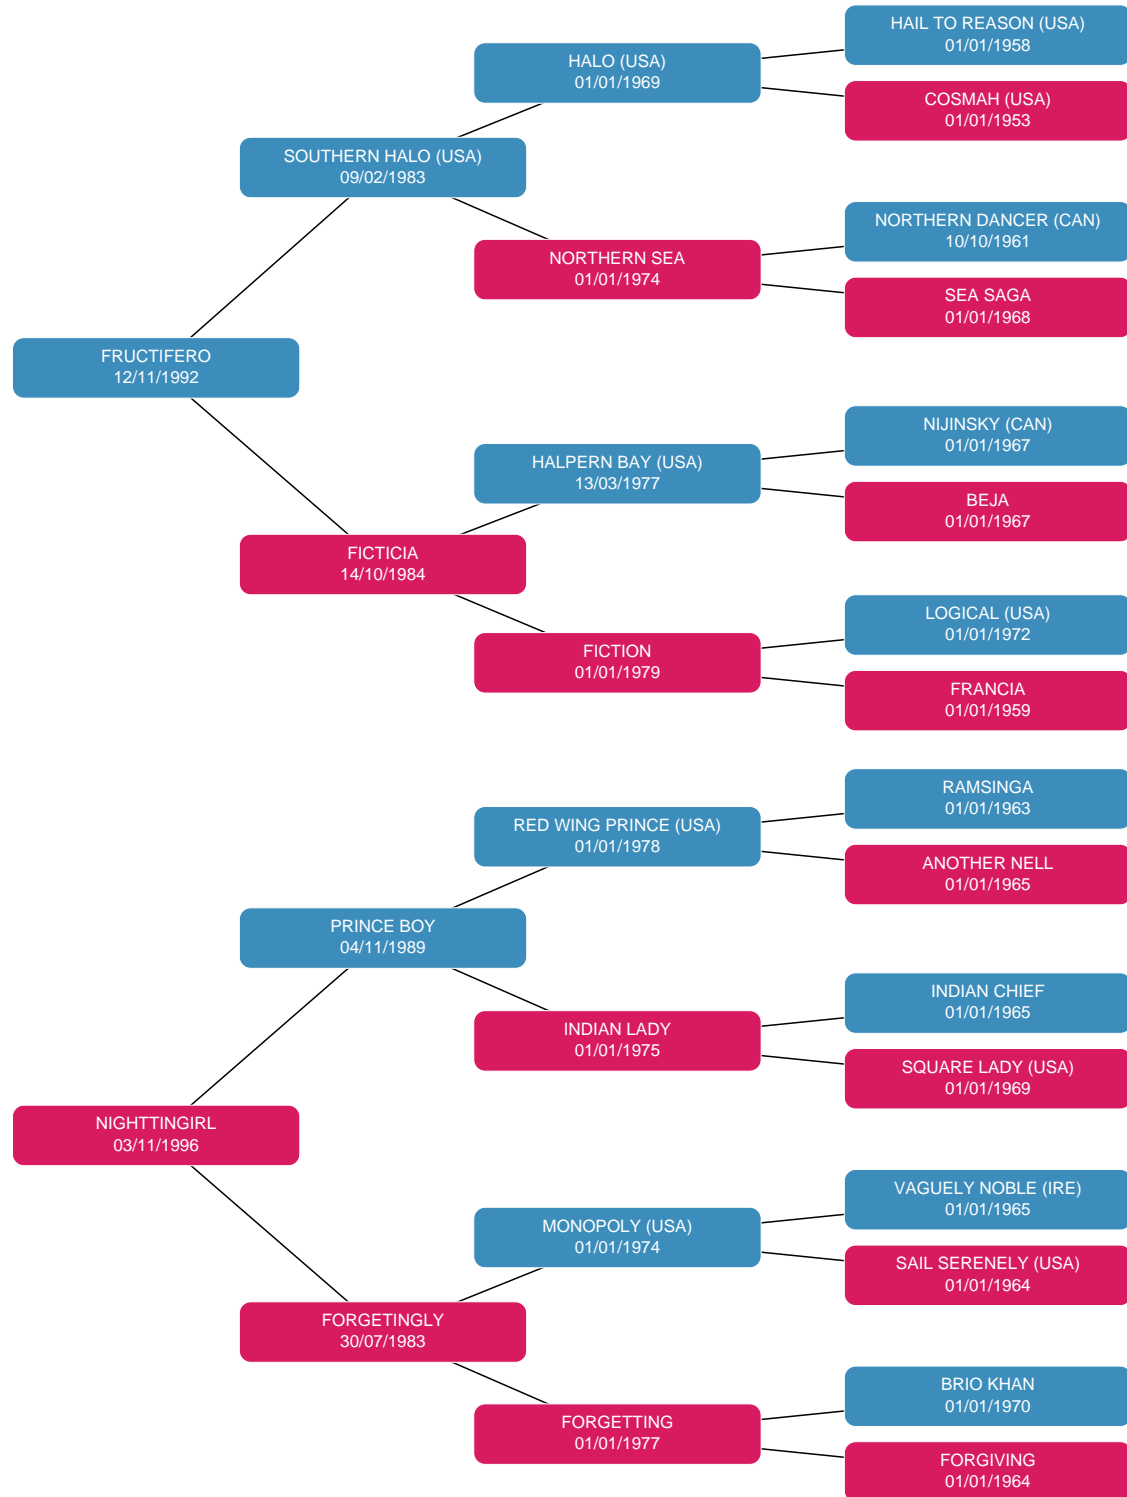 HAIL TO REASON (USA)
01/01/1958
HALO (USA)
01/01/1969
COSMAH (USA)
01/01/1953
SOUTHERN HALO (USA)
09/02/1983
NORTHERN DANCER (CAN)
10/10/1961
NORTHERN SEA
01/01/1974
SEA SAGA
01/01/1968
FRUCTIFERO
12/11/1992
NIJINSKY (CAN)
01/01/1967
HALPERN BAY (USA)
13/03/1977
BEJA
01/01/1967
FICTICIA
14/10/1984
LOGICAL (USA)
01/01/1972
FICTION
01/01/1979
FRANCIA
01/01/1959
RAMSINGA
01/01/1963
RED WING PRINCE (USA)
01/01/1978
ANOTHER NELL
01/01/1965
PRINCE BOY
04/11/1989
INDIAN CHIEF
01/01/1965
INDIAN LADY
01/01/1975
SQUARE LADY (USA)
01/01/1969
NIGHTTINGIRL
03/11/1996
VAGUELY NOBLE (IRE)
01/01/1965
MONOPOLY (USA)
01/01/1974
SAIL SERENELY (USA)
01/01/1964
FORGETINGLY
30/07/1983
BRIO KHAN
01/01/1970
FORGETTING
01/01/1977
FORGIVING
01/01/1964